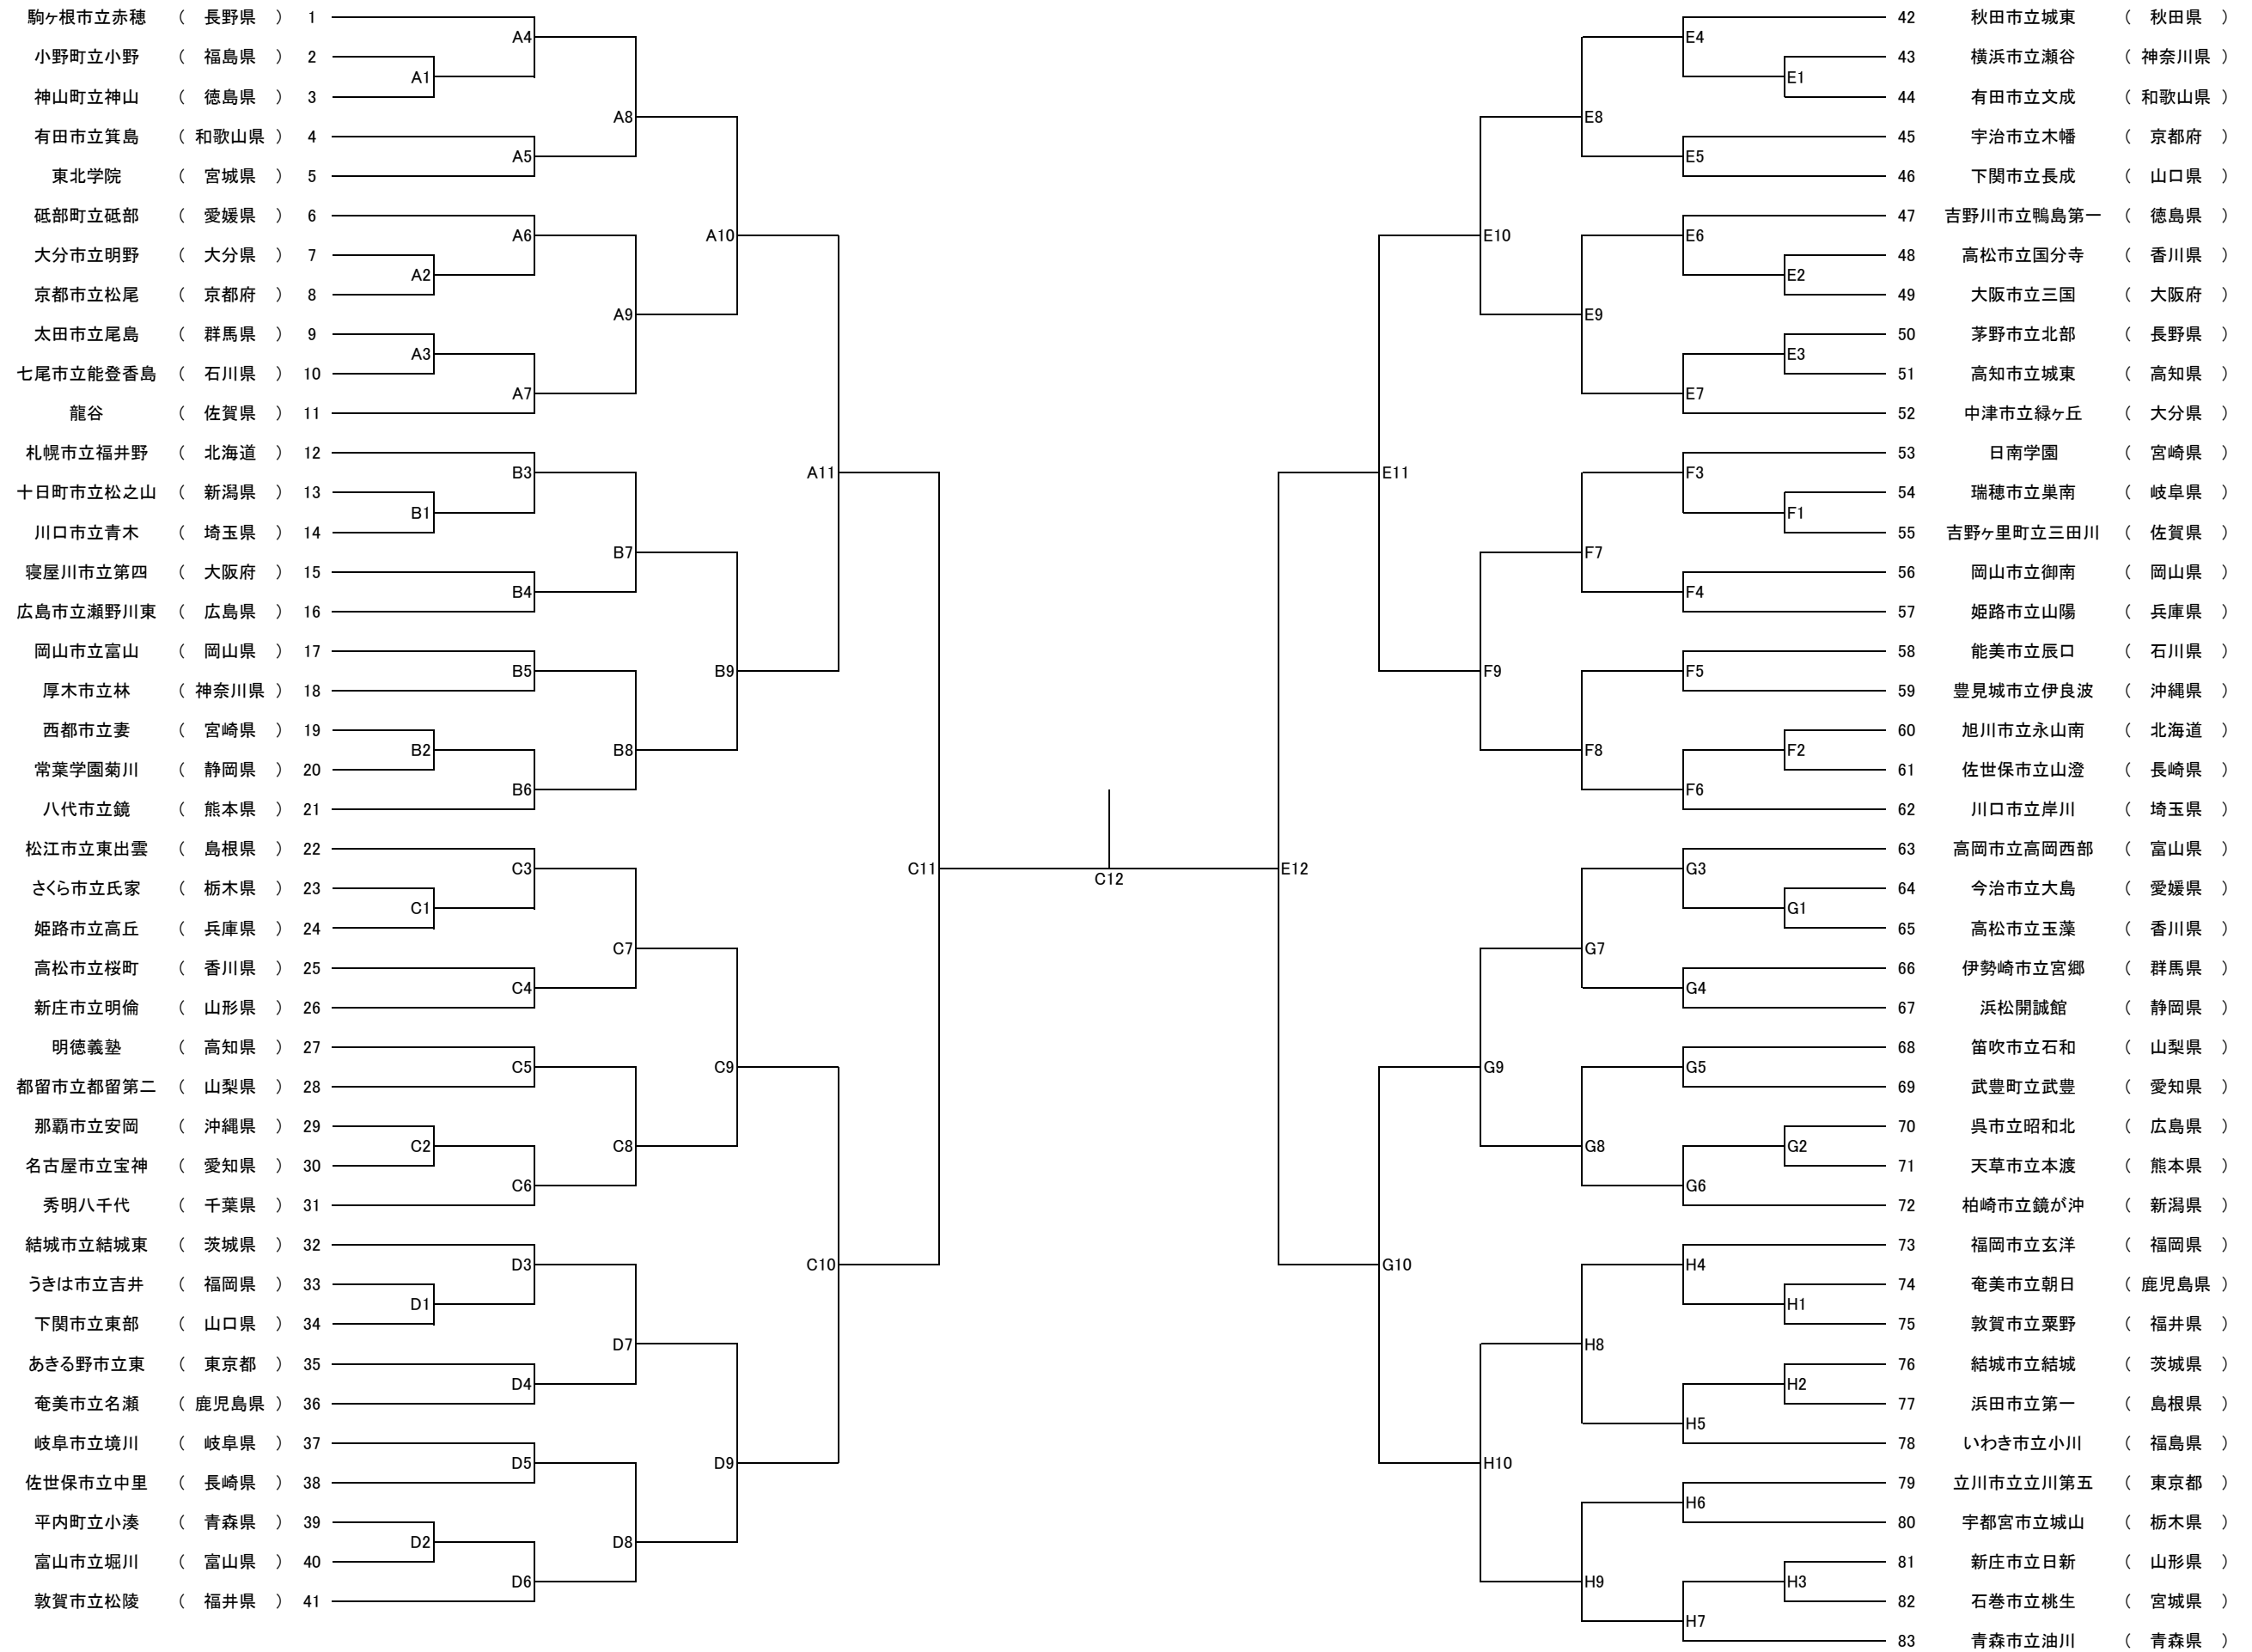 駒ヶ根市立赤穂 （ 長野県 ） 1
小野町立小野 （ 福島県 ） 2
神山町立神山 （ 徳島県 ） 3
有田市立箕島 （ 和歌山県 ） 4
東北学院 （ 宮城県 ） 5
砥部町立砥部 （ 愛媛県 ） 6
大分市立明野 （ 大分県 ） 7
京都市立松尾 （ 京都府 ） 8
太田市立尾島 （ 群馬県 ） 9
七尾市立能登香島 （ 石川県 ） 10
龍谷 （ 佐賀県 ） 11
札幌市立福井野 （ 北海道 ） 12
十日町市立松之山 （ 新潟県 ） 13
川口市立青木 （ 埼玉県 ） 14
寝屋川市立第四 （ 大阪府 ） 15
広島市立瀬野川東 （ 広島県 ） 16
岡山市立富山 （ 岡山県 ） 17
厚木市立林 （ 神奈川県 ） 18
西都市立妻 （ 宮崎県 ） 19
常葉学園菊川 （ 静岡県 ） 20
八代市立鏡 （ 熊本県 ） 21
松江市立東出雲 （ 島根県 ） 22
さくら市立氏家 （ 栃木県 ） 23
姫路市立高丘 （ 兵庫県 ） 24
高松市立桜町 （ 香川県 ） 25
新庄市立明倫 （ 山形県 ） 26
明徳義塾 （ 高知県 ） 27
都留市立都留第二 （ 山梨県 ） 28
那覇市立安岡 （ 沖縄県 ） 29
名古屋市立宝神 （ 愛知県 ） 30
秀明八千代 （ 千葉県 ） 31
結城市立結城東 （ 茨城県 ） 32
うきは市立吉井 （ 福岡県 ） 33
下関市立東部 （ 山口県 ） 34
あきる野市立東 （ 東京都 ） 35
奄美市立名瀬 （ 鹿児島県 ） 36
岐阜市立境川 （ 岐阜県 ） 37
佐世保市立中里 （ 長崎県 ） 38
平内町立小湊 （ 青森県 ） 39
富山市立堀川 （ 富山県 ） 40
敦賀市立松陵 （ 福井県 ） 41
A1
A2
A3
B1
B2
C1
C2
D1
D2
A4
A5
A6
A7
B3
B4
B5
B6
C3
C4
C5
C6
D3
D4
D5
D6
A8
A9
B7
B8
C7
C8
D7
D8
A10
B9
C9
D9
A11
C10
C11
C12
E12
E11
G10
E10
F9
G9
H10
E8
E9
F7
F8
G7
G8
H8
H9
E4
E5
E6
E7
F3
F4
F5
F6
G3
G4
G5
G6
H4
H5
H6
H7
E1
E2
E3
F1
F2
G1
G2
H1
H2
H3
42 秋田市立城東 （ 秋田県 ）
43 横浜市立瀬谷 （ 神奈川県 ）
44 有田市立文成 （ 和歌山県 ）
45 宇治市立木幡 （ 京都府 ）
46 下関市立長成 （ 山口県 ）
47 吉野川市立鴨島第一 （ 徳島県 ）
48 高松市立国分寺 （ 香川県 ）
49 大阪市立三国 （ 大阪府 ）
50 茅野市立北部 （ 長野県 ）
51 高知市立城東 （ 高知県 ）
52 中津市立緑ヶ丘 （ 大分県 ）
53 日南学園 （ 宮崎県 ）
54 瑞穂市立巣南 （ 岐阜県 ）
55 吉野ヶ里町立三田川 （ 佐賀県 ）
56 岡山市立御南 （ 岡山県 ）
57 姫路市立山陽 （ 兵庫県 ）
58 能美市立辰口 （ 石川県 ）
59 豊見城市立伊良波 （ 沖縄県 ）
60 旭川市立永山南 （ 北海道 ）
61 佐世保市立山澄 （ 長崎県 ）
62 川口市立岸川 （ 埼玉県 ）
63 高岡市立高岡西部 （ 富山県 ）
64 今治市立大島 （ 愛媛県 ）
65 高松市立玉藻 （ 香川県 ）
66 伊勢崎市立宮郷 （ 群馬県 ）
67 浜松開誠館 （ 静岡県 ）
68 笛吹市立石和 （ 山梨県 ）
69 武豊町立武豊 （ 愛知県 ）
70 呉市立昭和北 （ 広島県 ）
71 天草市立本渡 （ 熊本県 ）
72 柏崎市立鏡が沖 （ 新潟県 ）
73 福岡市立玄洋 （ 福岡県 ）
74 奄美市立朝日 （ 鹿児島県 ）
75 敦賀市立粟野 （ 福井県 ）
76 結城市立結城 （ 茨城県 ）
77 浜田市立第一 （ 島根県 ）
78 いわき市立小川 （ 福島県 ）
79 立川市立立川第五 （ 東京都 ）
80 宇都宮市立城山 （ 栃木県 ）
81 新庄市立日新 （ 山形県 ）
82 石巻市立桃生 （ 宮城県 ）
83 青森市立油川 （ 青森県 ）